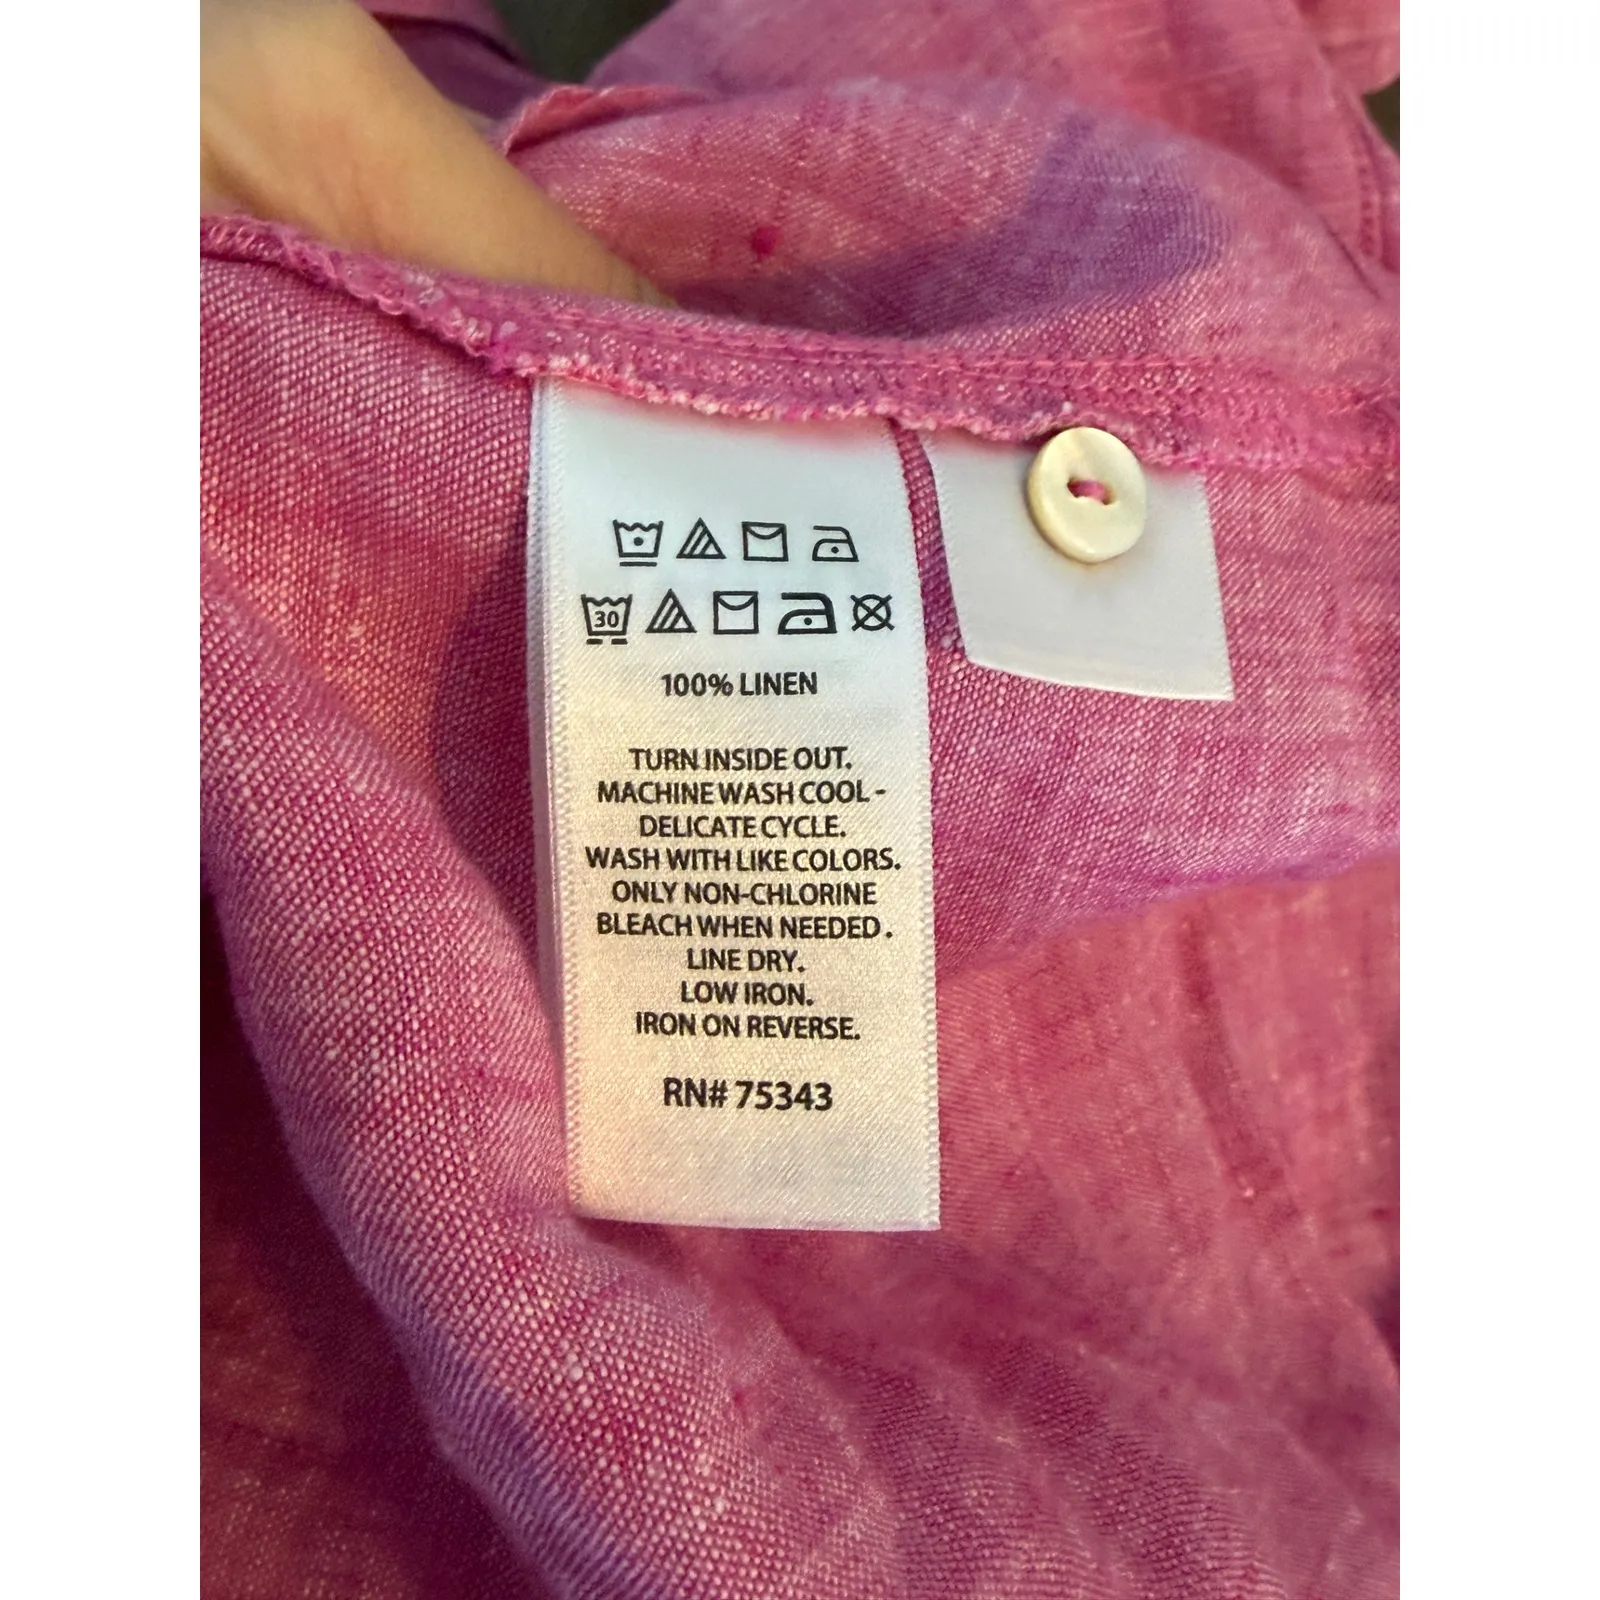 30
100% LINEN
TURN INSIDE OUT.
MACHINE WASH COOL -
DELICATE CYCLE.
WASH WITH LIKE COLORS.
ONLY NON-CHLORINE
BLEACH WHEN NEEDED.
LINE DRY.
LOW IRON.
IRON ON REVERSE.
RN# 75343